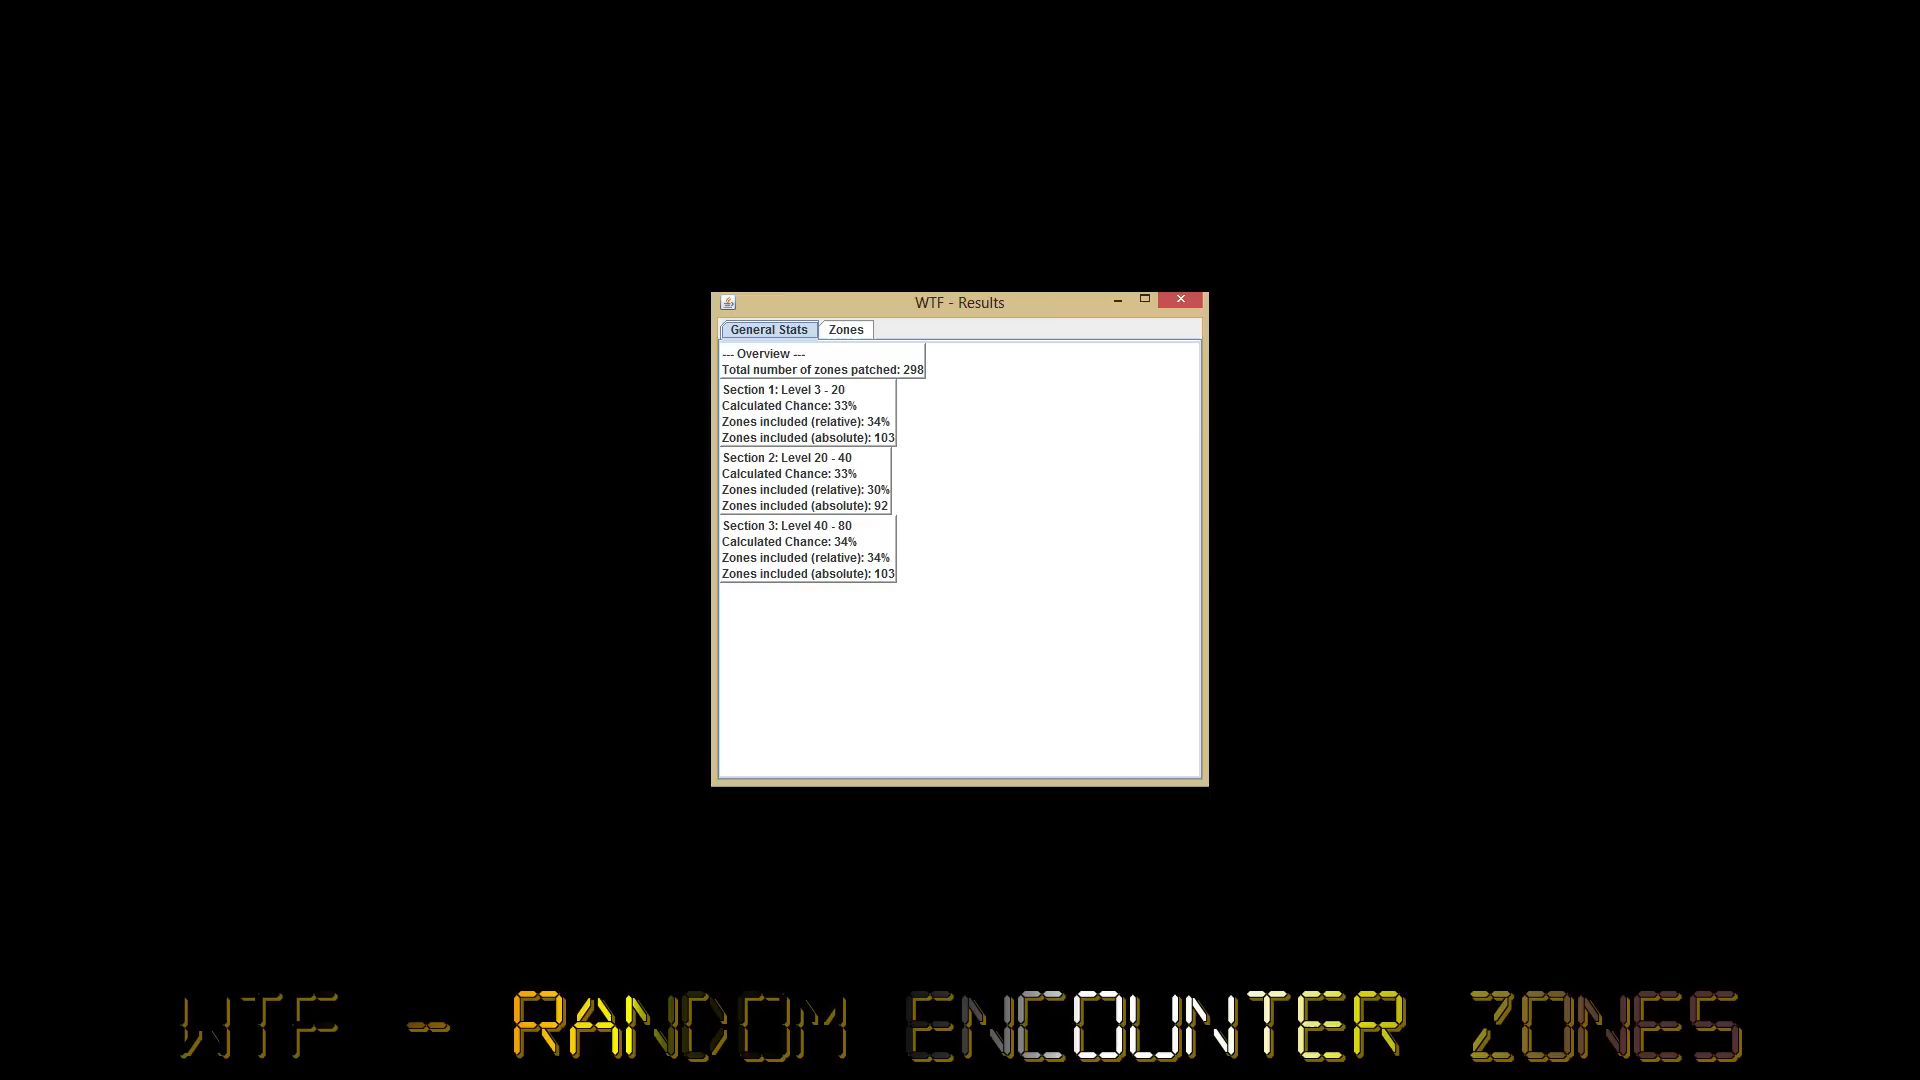 WTF - Results
General Stats
Zones
--- Overview ---
Total number of zones patched: 298
Section 1: Level 3 - 20
Calculated Chance: 33%
Zones included (relative): 34%
Zones included (absolute): 103
Section 2: Level 20 - 40
Calculated Chance: 33%
Zones included (relative): 30%
Zones included (absolute): 92
Section 3: Level 40 - 80
Calculated Chance: 34%
Zones included (relative): 34%
Zones included (absolute): 103
WTF - RANDOM ENCOUNTER ZONES